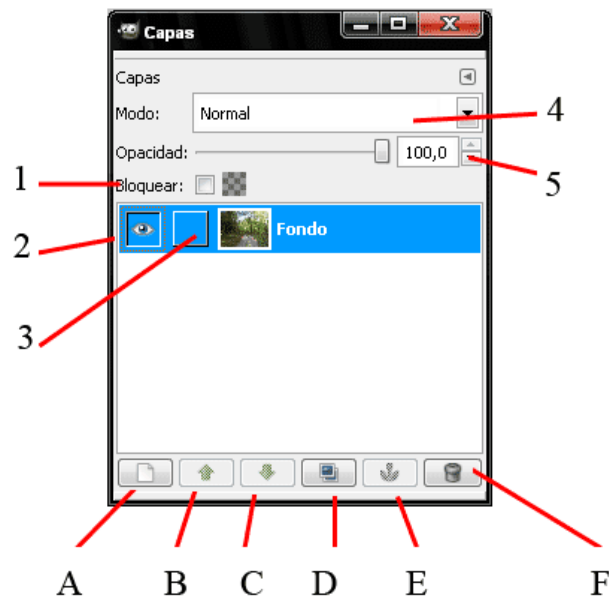 Capas
Capas
Modo: Normal
4
Opacidad: 100,0
5
1
Bloquear:
2
Fondo
3
A B C D E F